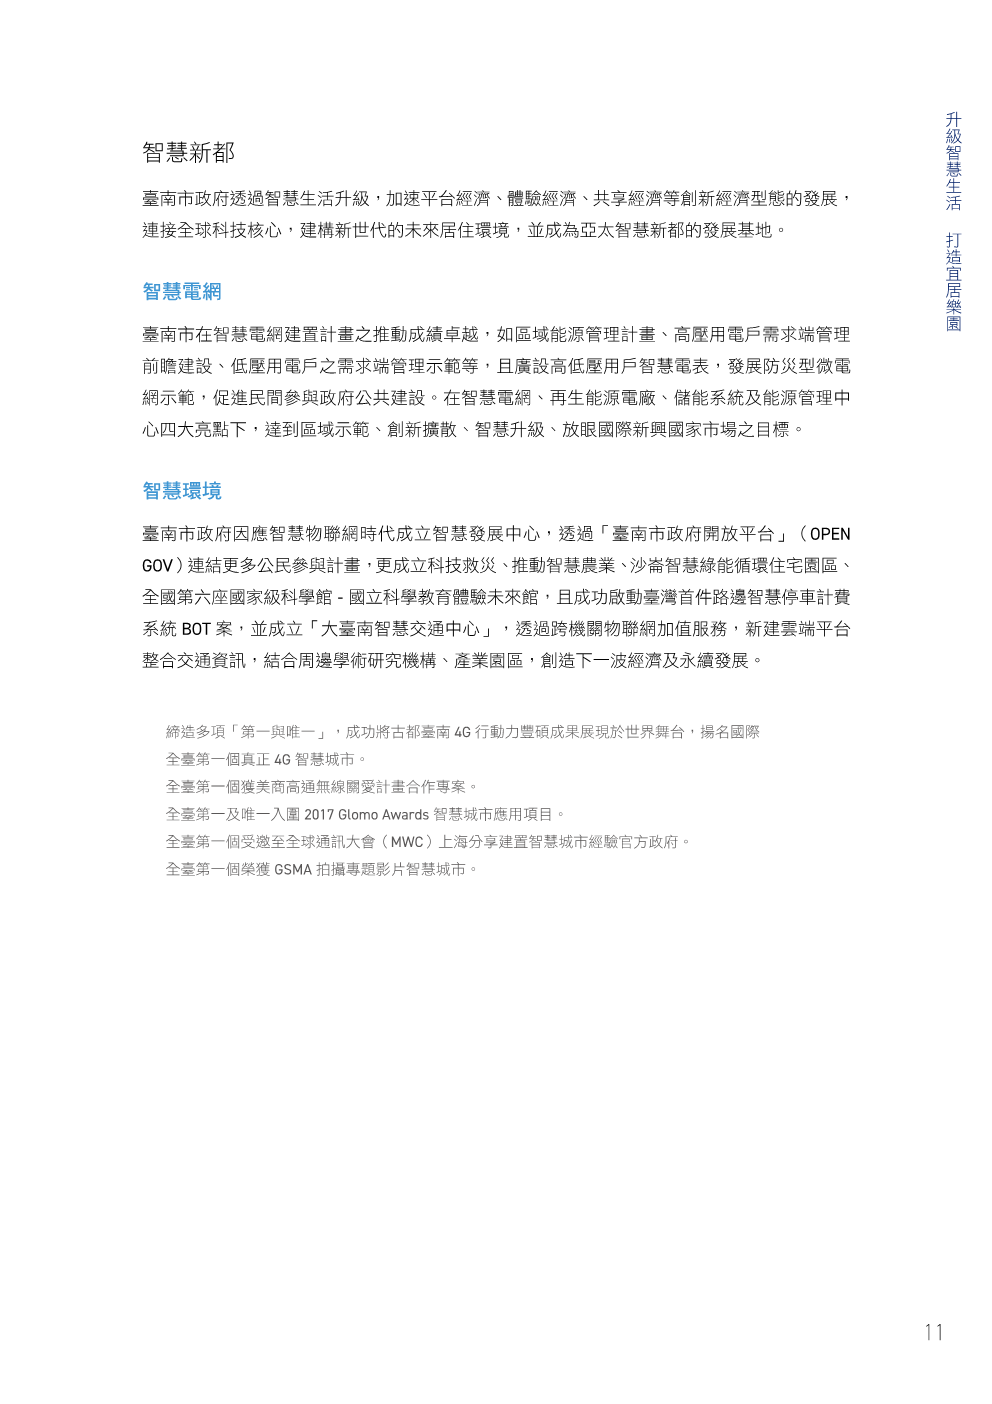 升級智慧生活　打造宜居樂園
智慧新都
臺南市政府透過智慧生活升級，加速平台經濟、體驗經濟、共享經濟等創新經濟型態的發展，
連接全球科技核心，建構新世代的未來居住環境，並成為亞太智慧新都的發展基地。
智慧電網
臺南市在智慧電網建置計畫之推動成績卓越，如區域能源管理計畫、高壓用電戶需求端管理
前瞻建設、低壓用電戶之需求端管理示範等，且廣設高低壓用戶智慧電表，發展防災型微電
網示範，促進民間參與政府公共建設。在智慧電網、再生能源電廠、儲能系統及能源管理中
心四大亮點下，達到區域示範、創新擴散、智慧升級、放眼國際新興國家市場之目標。
智慧環境
臺南市政府因應智慧物聯網時代成立智慧發展中心，透過「臺南市政府開放平台」（OPEN
GOV）連結更多公民參與計畫，更成立科技救災、推動智慧農業、沙崙智慧綠能循環住宅園區、
全國第六座國家級科學館 - 國立科學教育體驗未來館，且成功啟動臺灣首件路邊智慧停車計費
系統 BOT 案，並成立「大臺南智慧交通中心」，透過跨機關物聯網加值服務，新建雲端平台
整合交通資訊，結合周邊學術研究機構、產業園區，創造下一波經濟及永續發展。
締造多項「第一與唯一」，成功將古都臺南 4G 行動力豐碩成果展現於世界舞台，揚名國際
全臺第一個真正 4G 智慧城市。
全臺第一個獲美商高通無線關愛計畫合作專案。
全臺第一及唯一入圍 2017 Glomo Awards 智慧城市應用項目。
全臺第一個受邀至全球通訊大會（MWC）上海分享建置智慧城市經驗官方政府。
全臺第一個榮獲 GSMA 拍攝專題影片智慧城市。
11